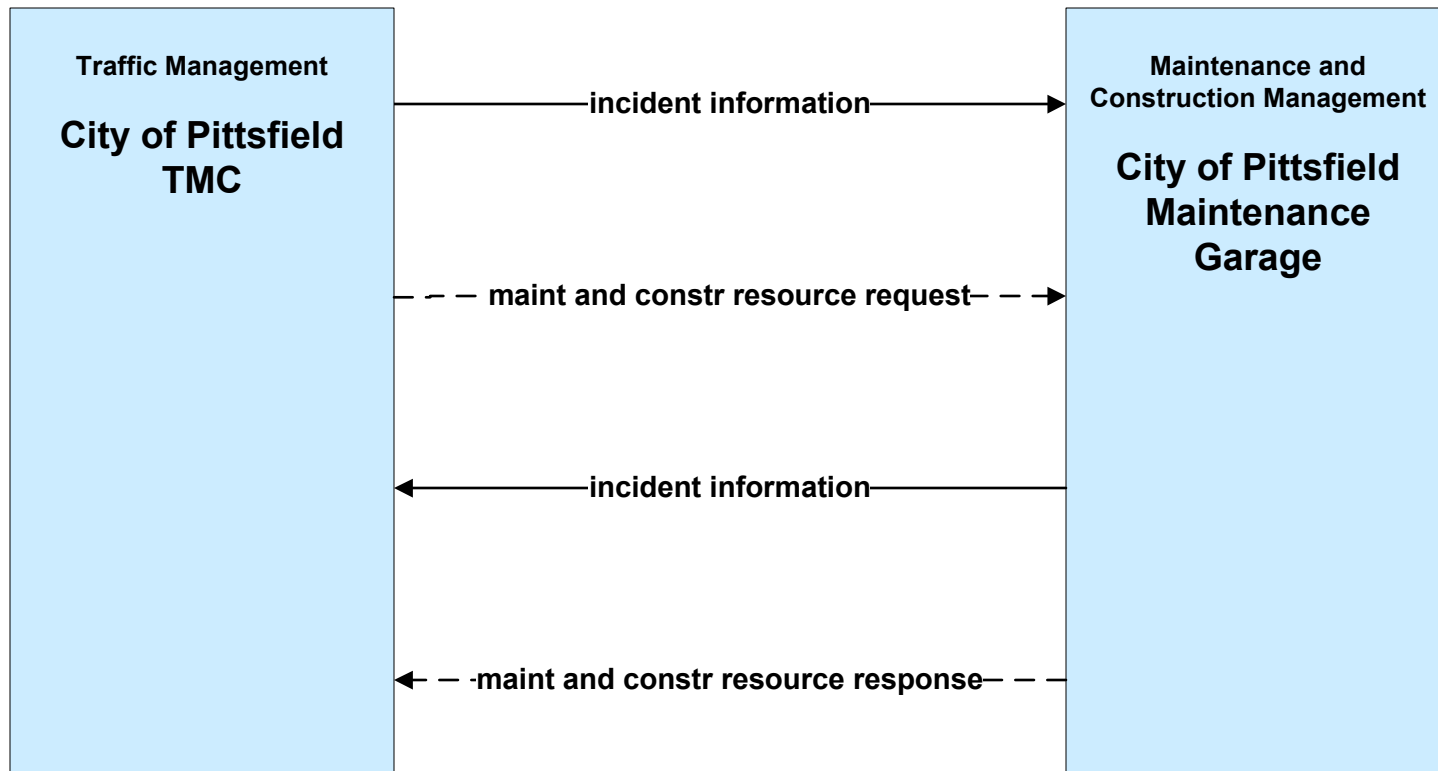 Traffic Management
City of Pittsfield
TMC
incident information
maint and constr resource request
incident information
maint and constr resource response
Maintenance and
Construction Management
City of Pittsfield
Maintenance
Garage